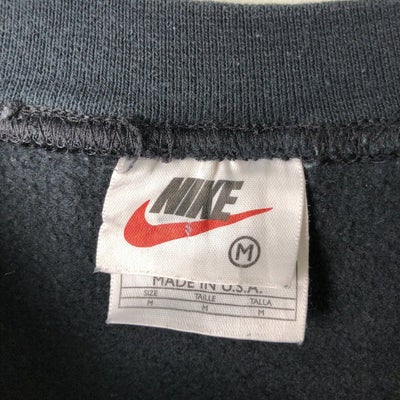 NIKE
M
MADE IN U.S.A.
SIZE TAILLE TALLA
M M M